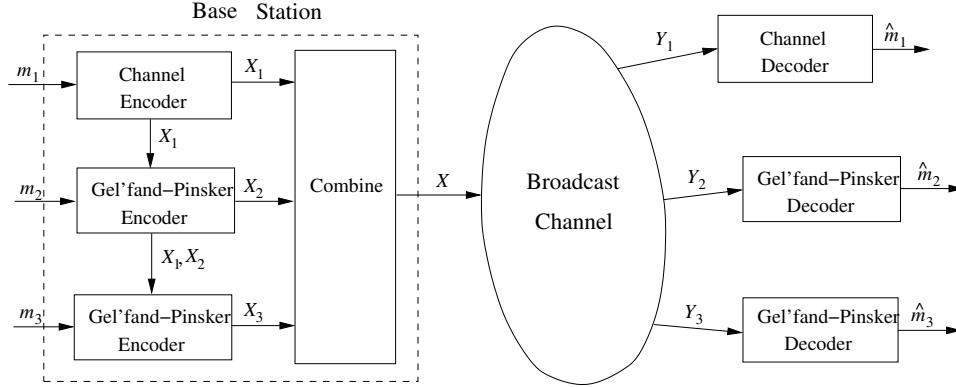 Base Station
m1
Channel
Encoder
X1
X1
m2
Gel'fand−Pinsker
Encoder
X2
X1,X2
m3
Gel'fand−Pinsker
Encoder
X3
Combine
X
Broadcast
Channel
Y1
Channel
Decoder
m̂1
Y2
Gel'fand−Pinsker
Decoder
m̂2
Y3
Gel'fand−Pinsker
Decoder
m̂3